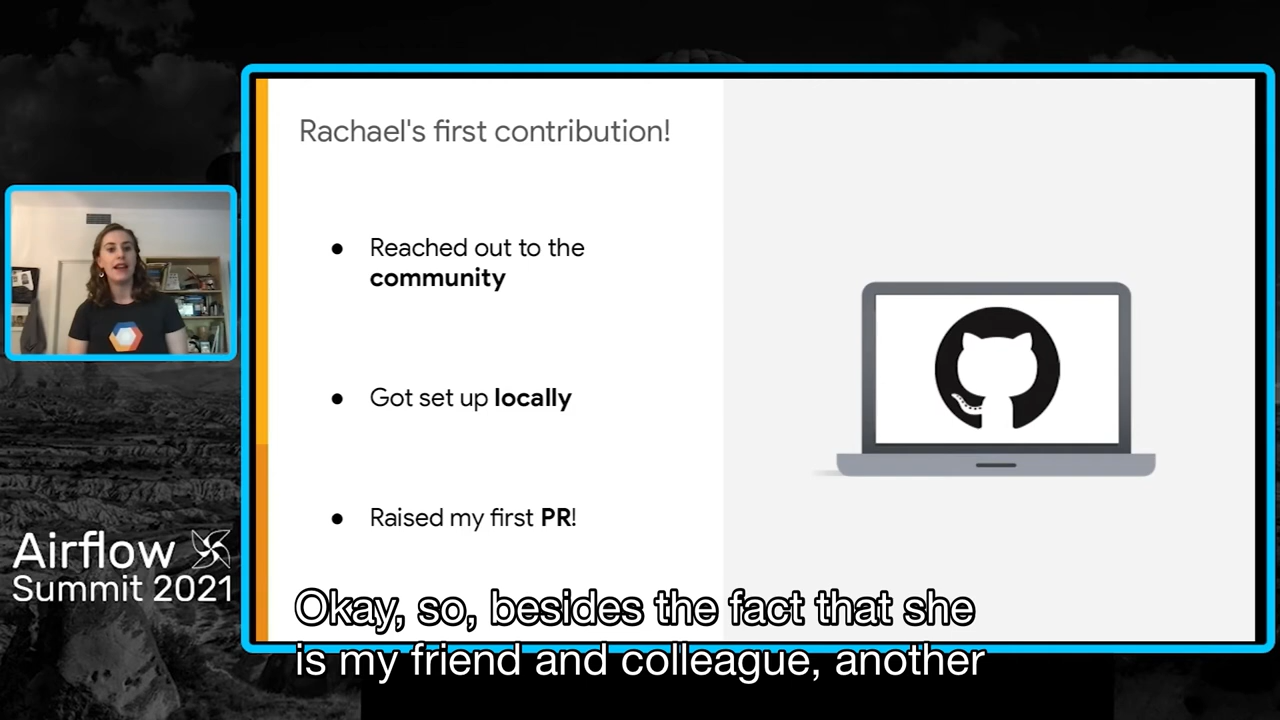 Rachael's first contribution!
● Reached out to the
community
● Got set up locally
● Raised my first PR!
Airflow
Summit 2021
Okay, so, besides the fact that she
is my friend and colleague, another